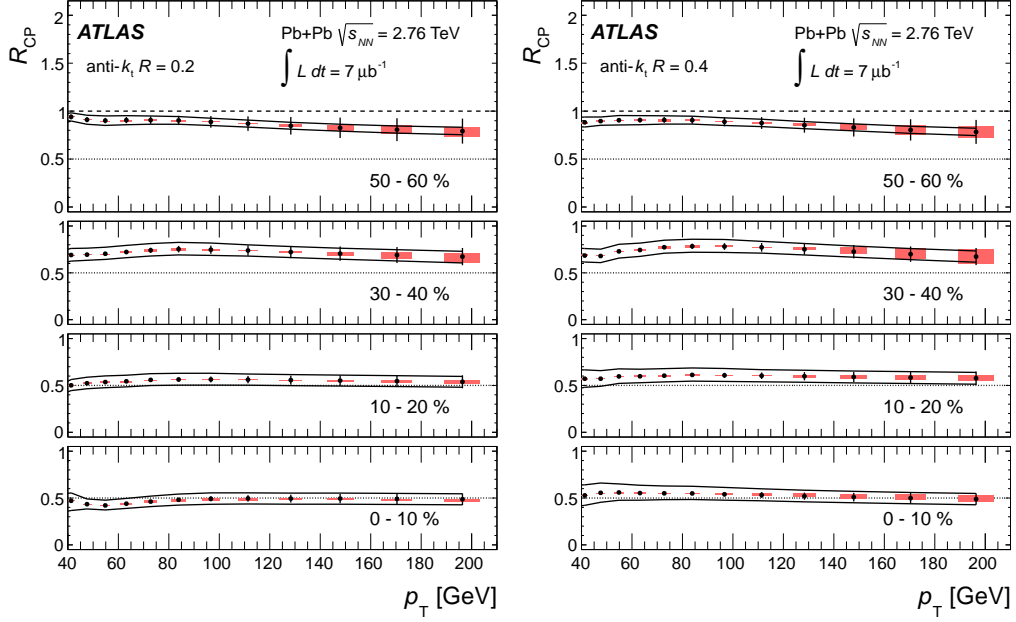 R_CP
ATLAS
Pb+Pb √s_NN = 2.76 TeV
anti-k_t R = 0.2
∫ L dt = 7 μb⁻¹
2
1.5
1
0.5
0
50 - 60 %
1
0.5
0
30 - 40 %
1
0.5
0
10 - 20 %
1
0.5
0
0 - 10 %
40 60 80 100 120 140 160 180 200
p_T [GeV]
R_CP
ATLAS
Pb+Pb √s_NN = 2.76 TeV
anti-k_t R = 0.4
∫ L dt = 7 μb⁻¹
2
1.5
1
0.5
0
50 - 60 %
1
0.5
0
30 - 40 %
1
0.5
0
10 - 20 %
1
0.5
0
0 - 10 %
40 60 80 100 120 140 160 180 200
p_T [GeV]